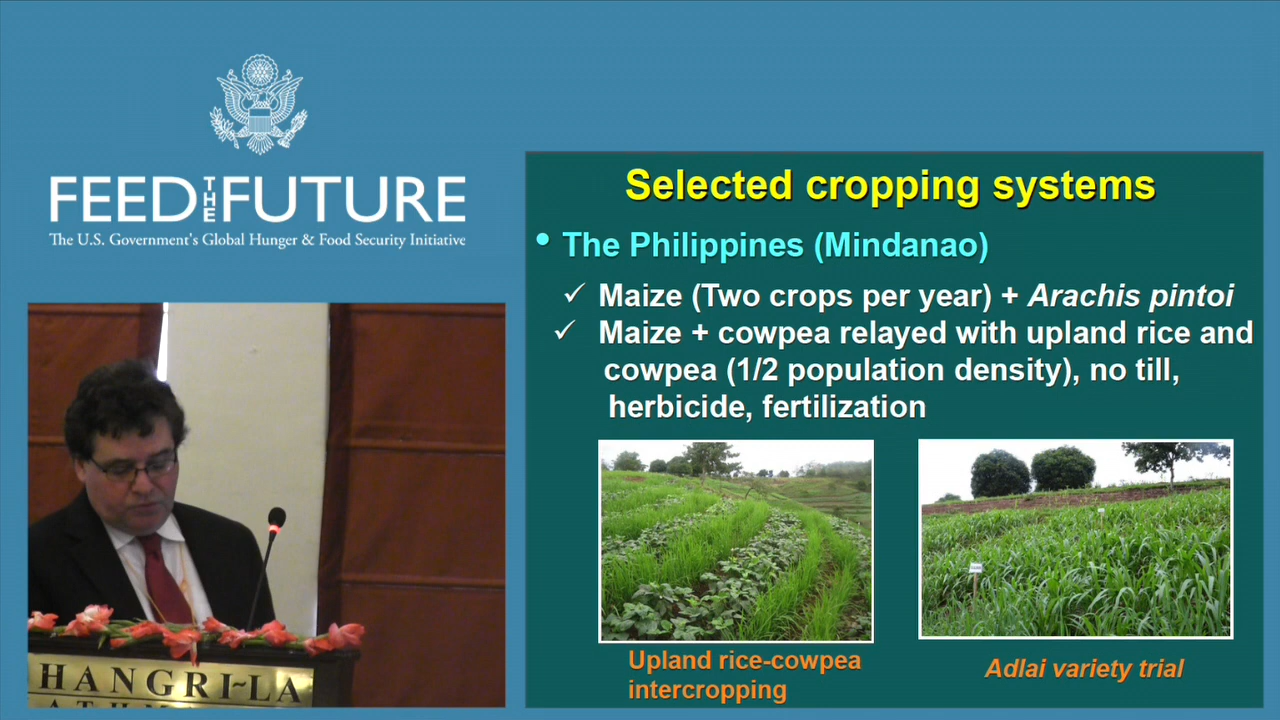 FEED THE FUTURE
The U.S. Government's Global Hunger & Food Security Initiative
Selected cropping systems
• The Philippines (Mindanao)
✓ Maize (Two crops per year) + Arachis pintoi
✓ Maize + cowpea relayed with upland rice and
cowpea (1/2 population density), no till,
herbicide, fertilization
Upland rice-cowpea
intercropping
Adlai variety trial
HANGRI~LA